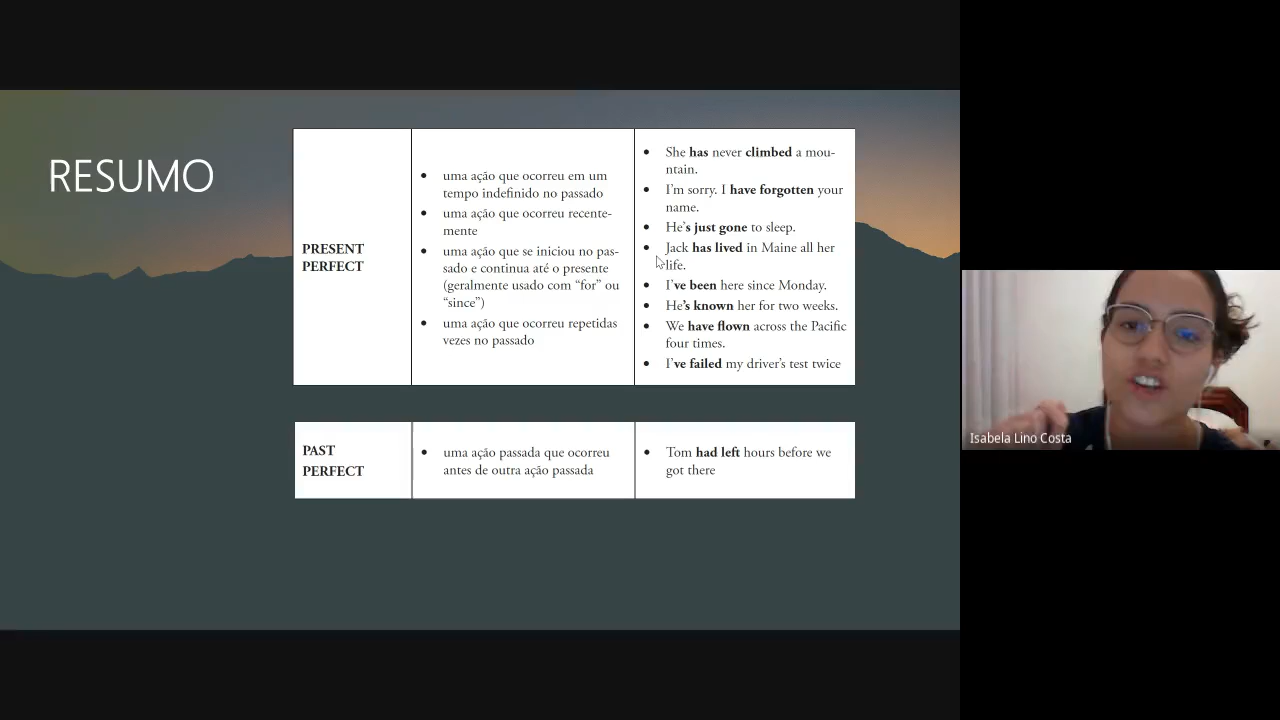 RESUMO
PRESENT
PERFECT
• uma ação que ocorreu em um
tempo indefinido no passado
• uma ação que ocorreu recente-
mente
• uma ação que se iniciou no pas-
sado e continua até o presente
(geralmente usado com “for” ou
“since”)
• uma ação que ocorreu repetidas
vezes no passado
• She has never climbed a moun-
tain.
• I’m sorry. I have forgotten your
name.
• He’s just gone to sleep.
• Jack has lived in Maine all her
life.
• I’ve been here since Monday.
• He’s known her for two weeks.
• We have flown across the Pacific
four times.
• I’ve failed my driver’s test twice
PAST
PERFECT
• uma ação passada que ocorreu
antes de outra ação passada
• Tom had left hours before we
got there
Isabela Lino Costa